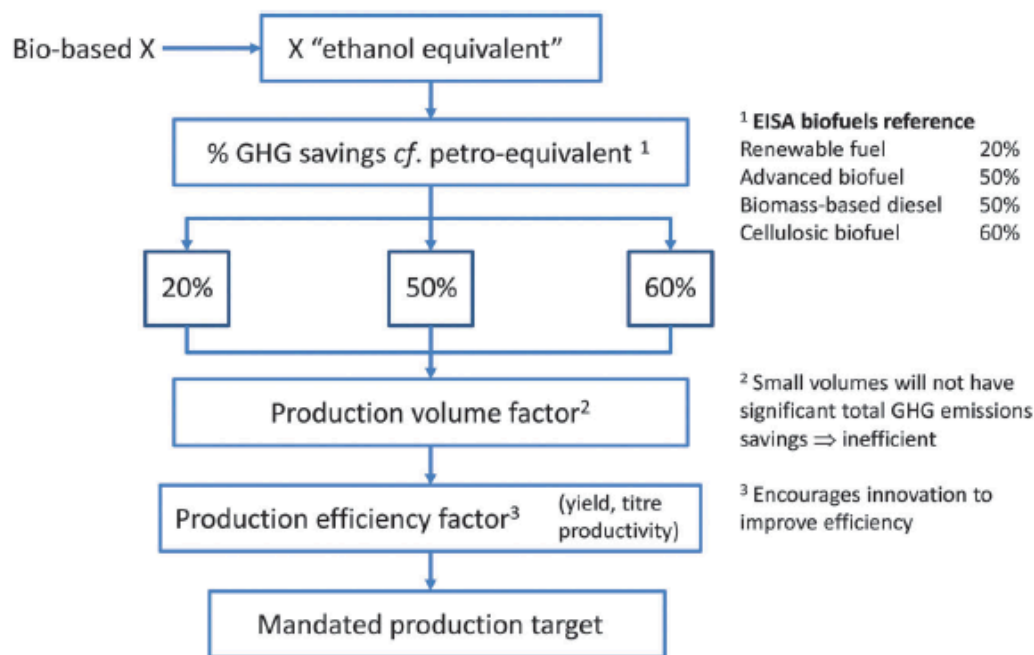 Bio-based X
X “ethanol equivalent”
% GHG savings cf. petro-equivalent ¹
¹ EISA biofuels reference
Renewable fuel 20%
Advanced biofuel 50%
Biomass-based diesel 50%
Cellulosic biofuel 60%
20%
50%
60%
Production volume factor²
² Small volumes will not have
significant total GHG emissions
savings ⇒ inefficient
Production efficiency factor³
(yield, titre
productivity)
³ Encourages innovation to
improve efficiency
Mandated production target